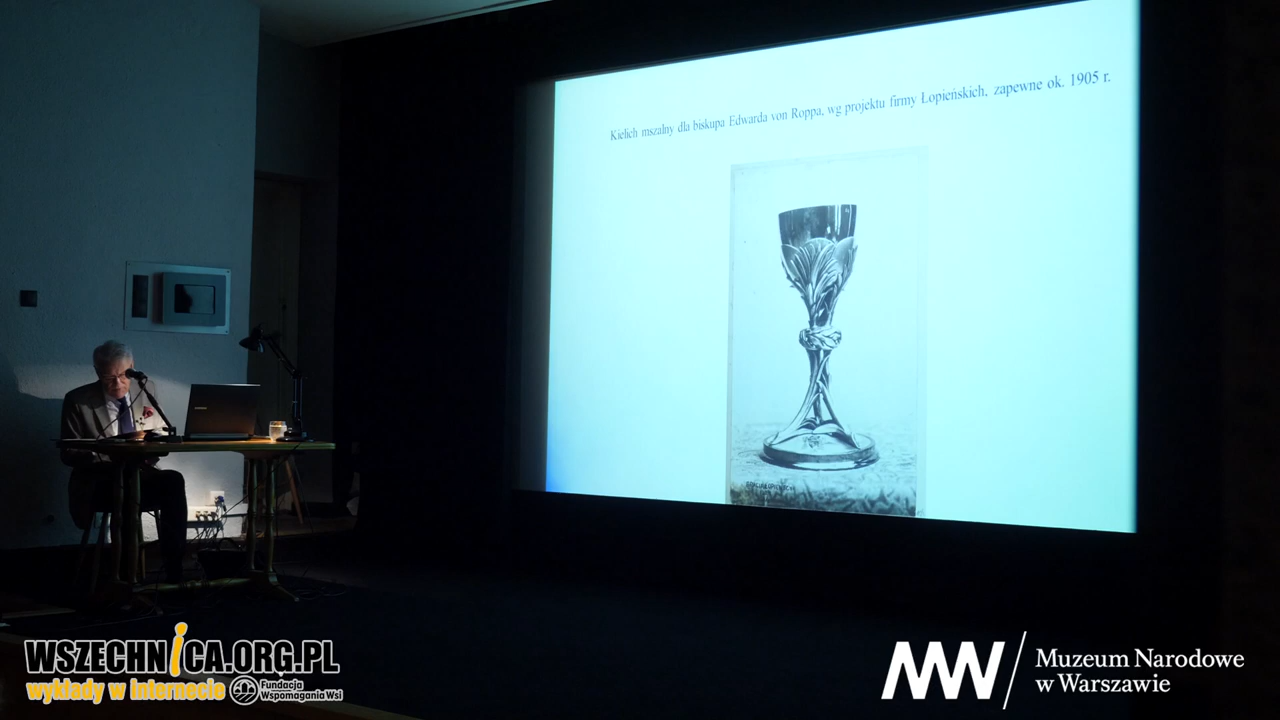 Kielich mszalny dla biskupa Edwarda von Roppa, wg projektu firmy Łopieńskich, zapewne ok. 1905 r.
WSZECHNICA.ORG.PL
wykłady w internecie
Fundacja
Wspomagania Wsi
Muzeum Narodowe
w Warszawie